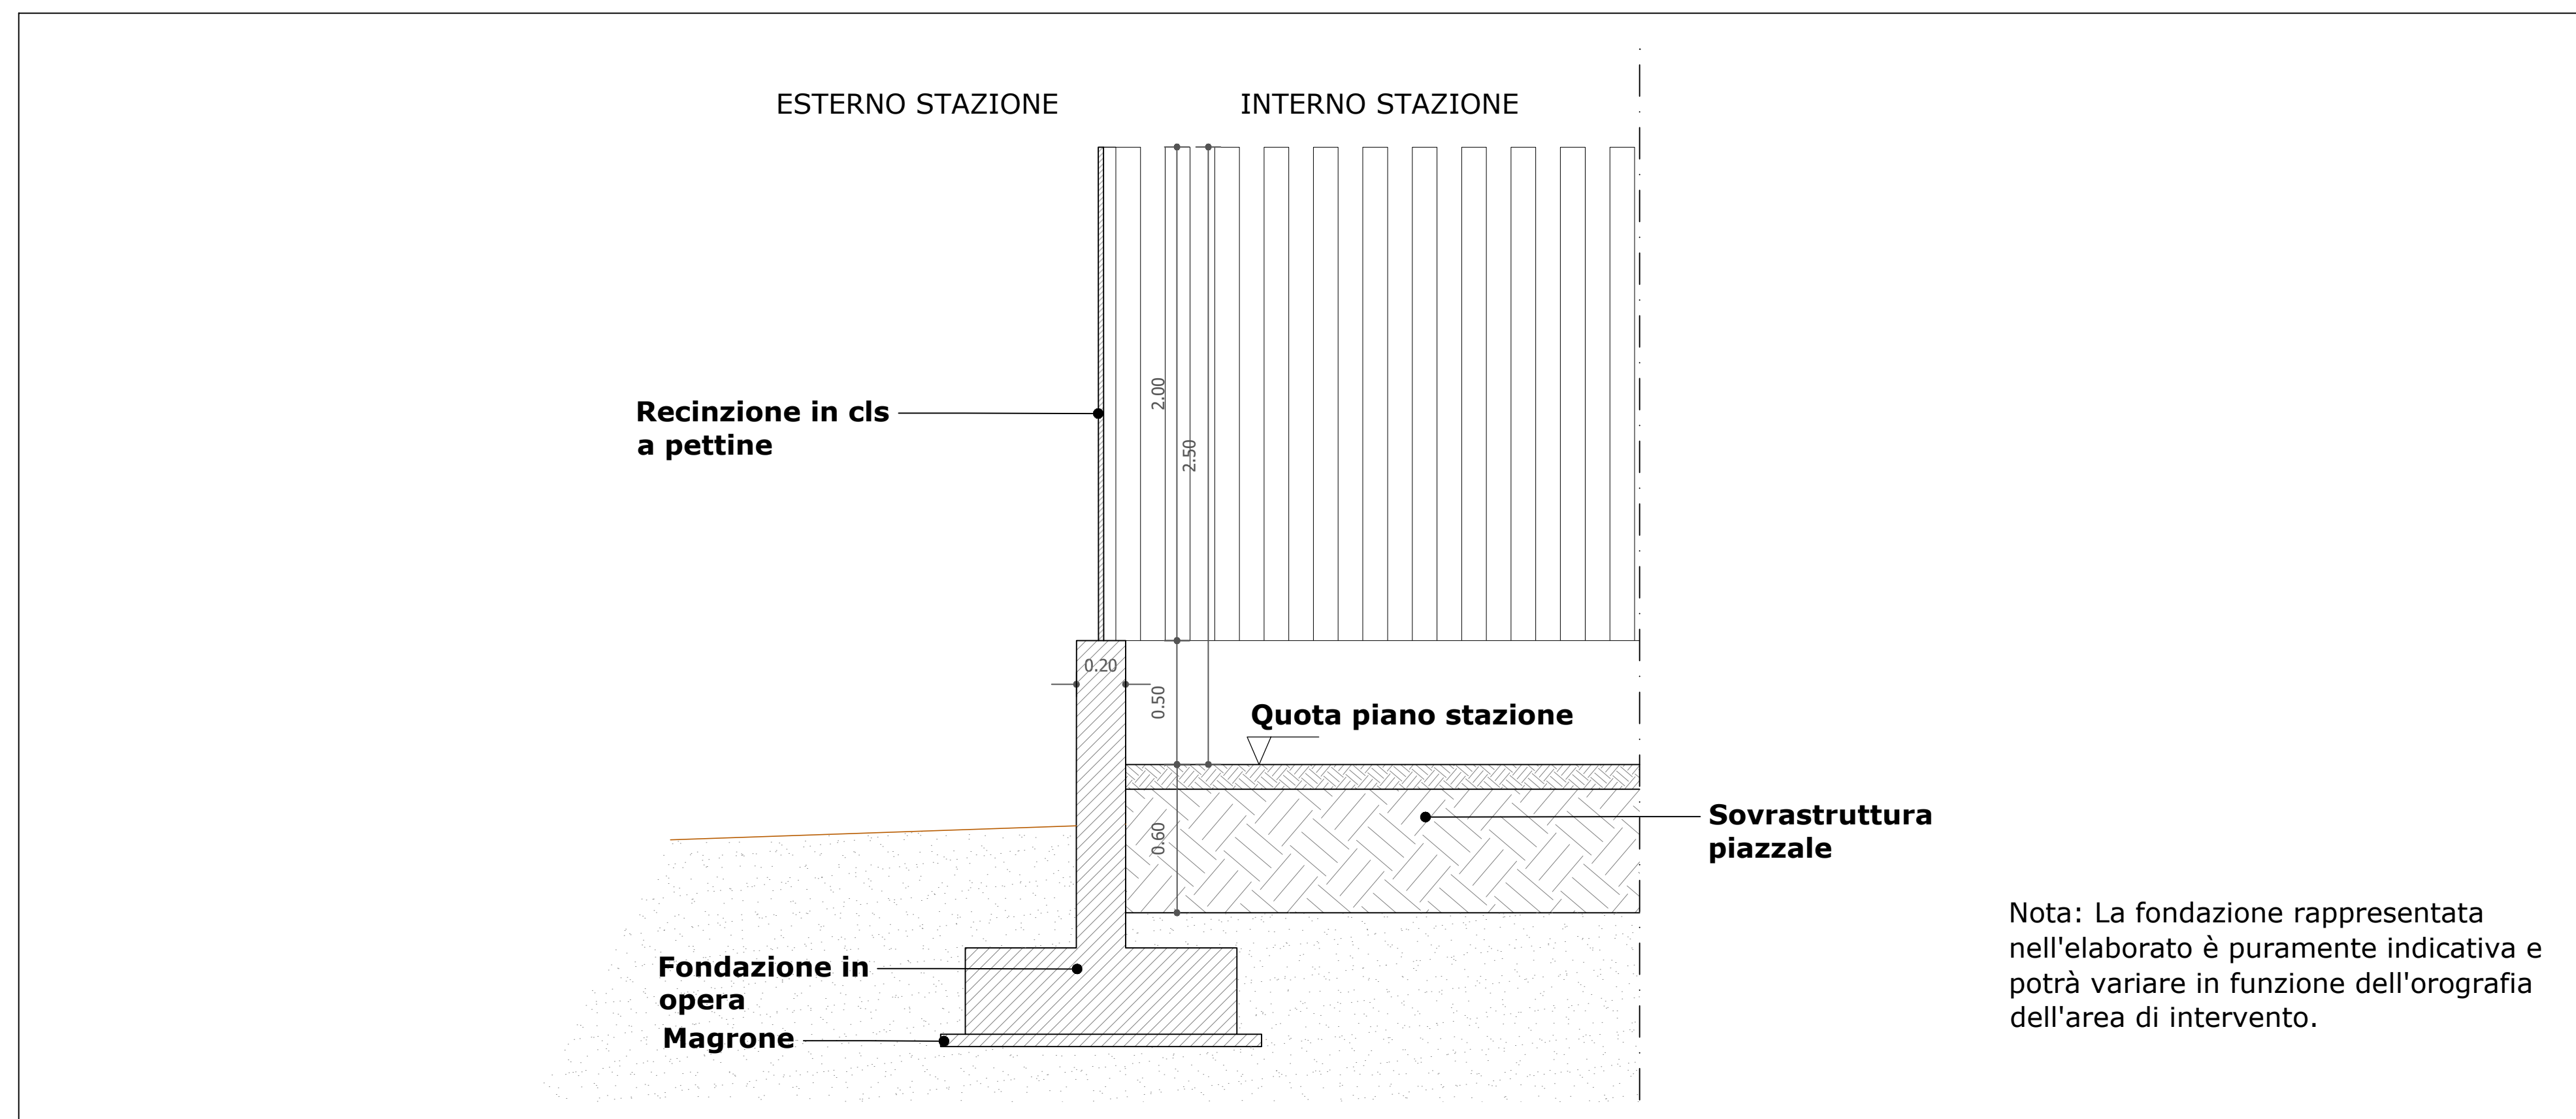 ESTERNO STAZIONE
INTERNO STAZIONE
2.00
Recinzione in cls
a pettine
2.50
0.20
0.50
Quota piano stazione
0.60
Sovrastruttura
piazzale
Fondazione in
opera
Magrone
Nota: La fondazione rappresentata
nell'elaborato è puramente indicativa e
potrà variare in funzione dell'orografia
dell'area di intervento.